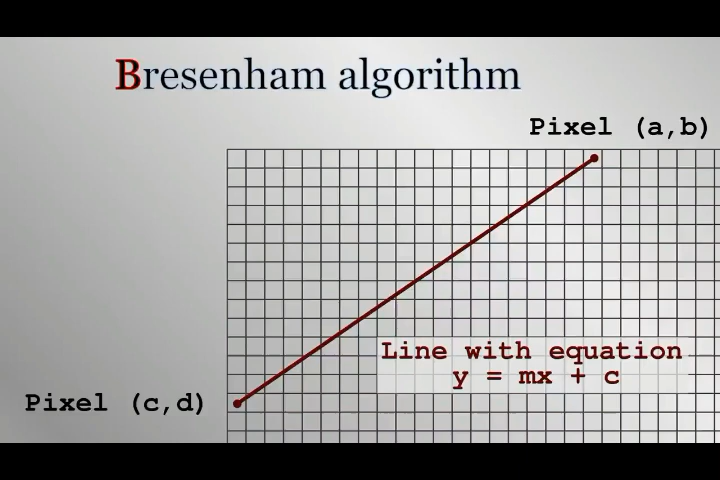 Bresenham algorithm
Pixel (a,b)
Line with equation
y = mx + c
Pixel (c,d)